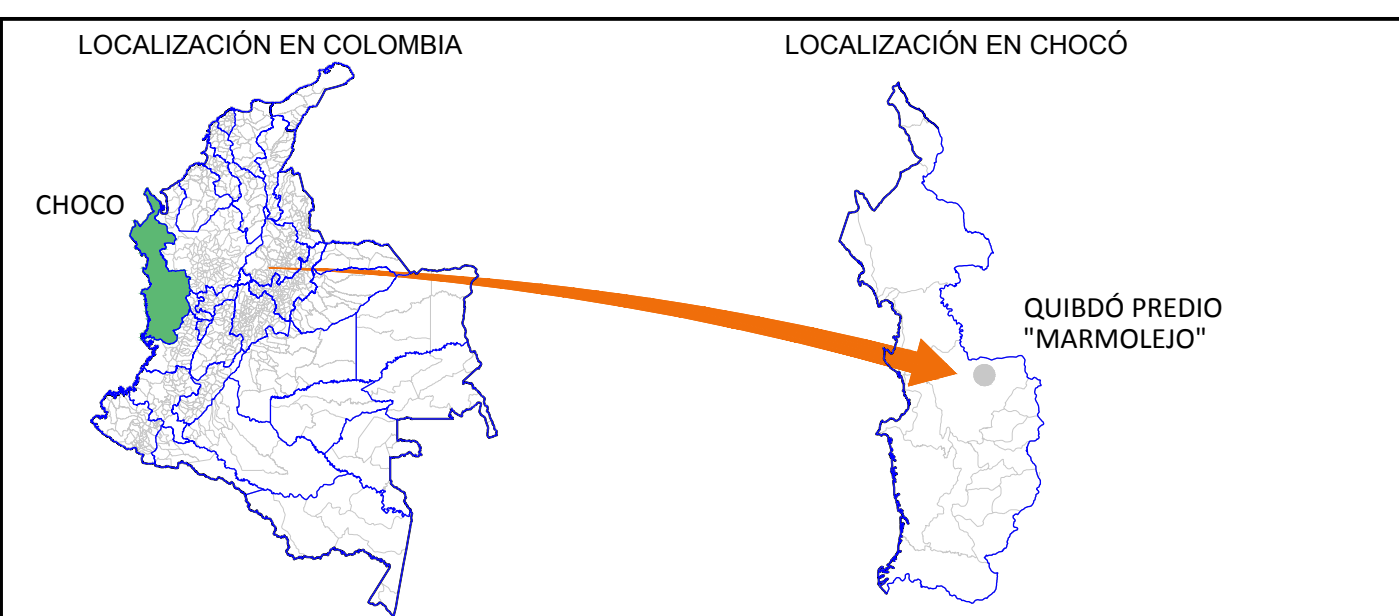 LOCALIZACIÓN EN COLOMBIA
LOCALIZACIÓN EN CHOCÓ
CHOCO
QUIBDÓ PREDIO
"MARMOLEJO"